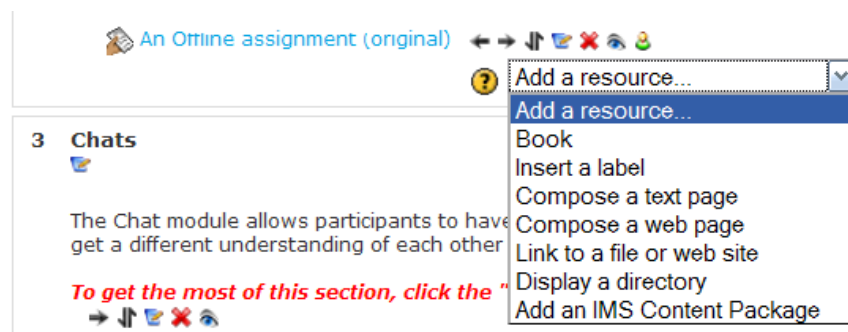 An Offline assignment (original)
? Add a resource...
Add a resource...
Book
Insert a label
Compose a text page
Compose a web page
Link to a file or web site
Display a directory
Add an IMS Content Package
3 Chats
The Chat module allows participants to have
get a different understanding of each other
To get the most of this section, click the "